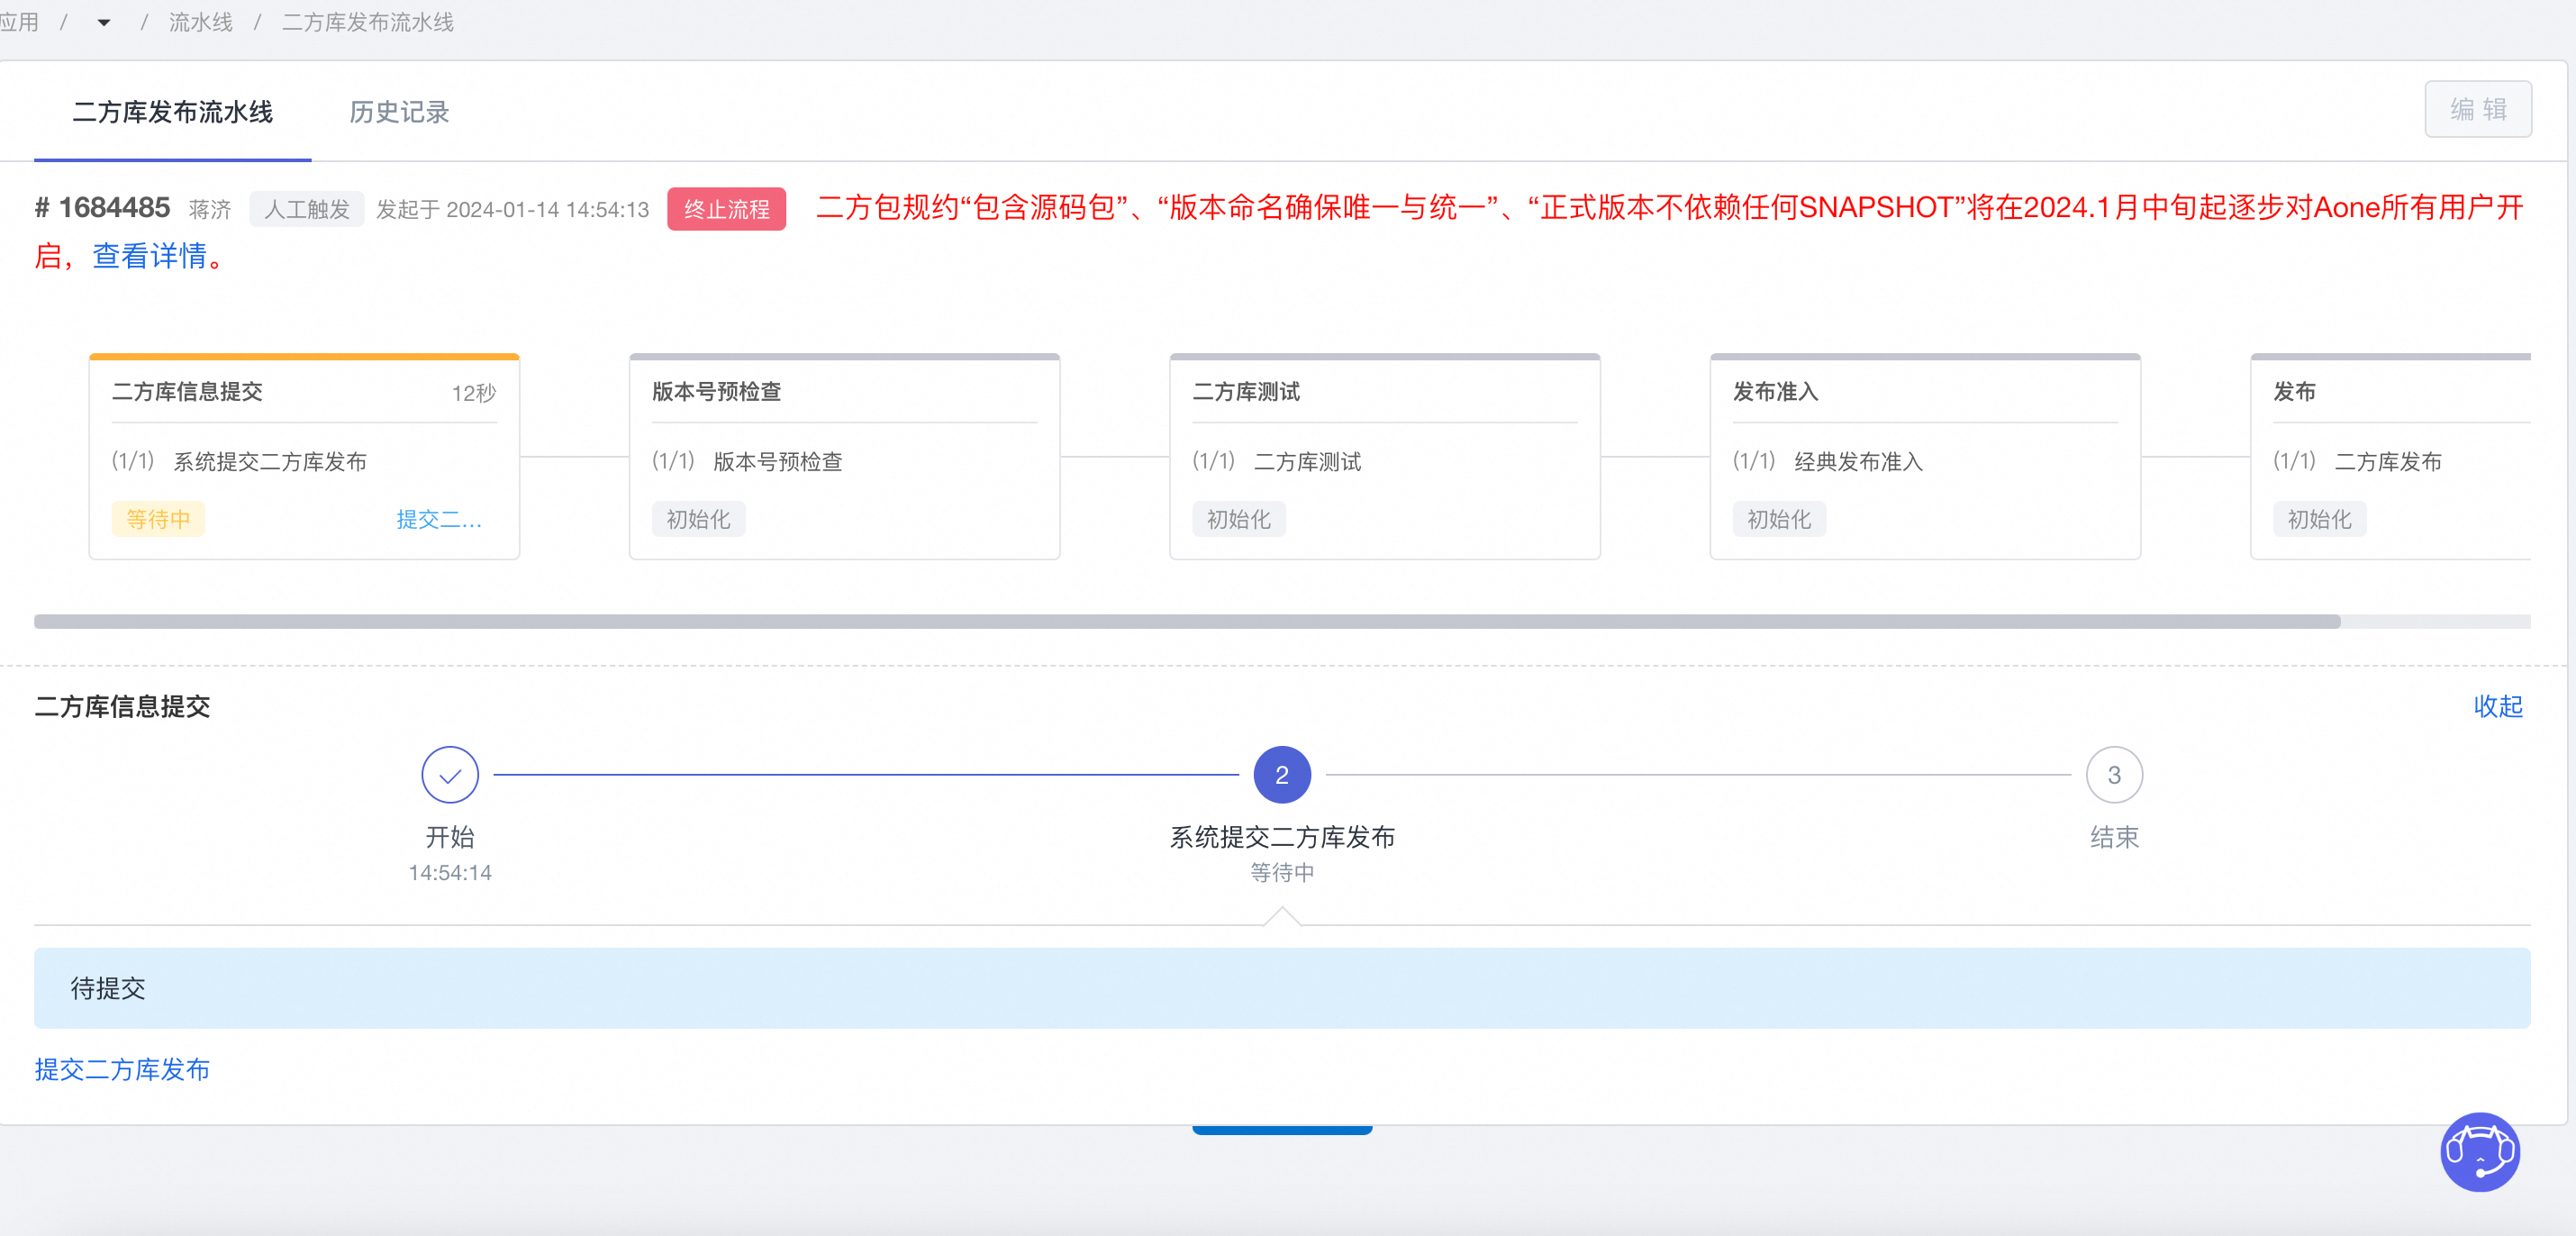 应用 / / 流水线 / 二方库发布流水线
二方库发布流水线 历史记录 编 辑
# 1684485 蒋济 人工触发 发起于 2024-01-14 14:54:13 终止流程 二方包规约“包含源码包”、“版本命名确保唯一与统一”、“正式版本不依赖任何SNAPSHOT”将在2024.1月中旬起逐步对Aone所有用户开
启，查看详情。
二方库信息提交 12秒
(1/1) 系统提交二方库发布
等待中 提交二...
版本号预检查
(1/1) 版本号预检查
初始化
二方库测试
(1/1) 二方库测试
初始化
发布准入
(1/1) 经典发布准入
初始化
发布
(1/1) 二方库发布
初始化
二方库信息提交 收起
2 3
开始 系统提交二方库发布 结束
14:54:14 等待中
待提交
提交二方库发布